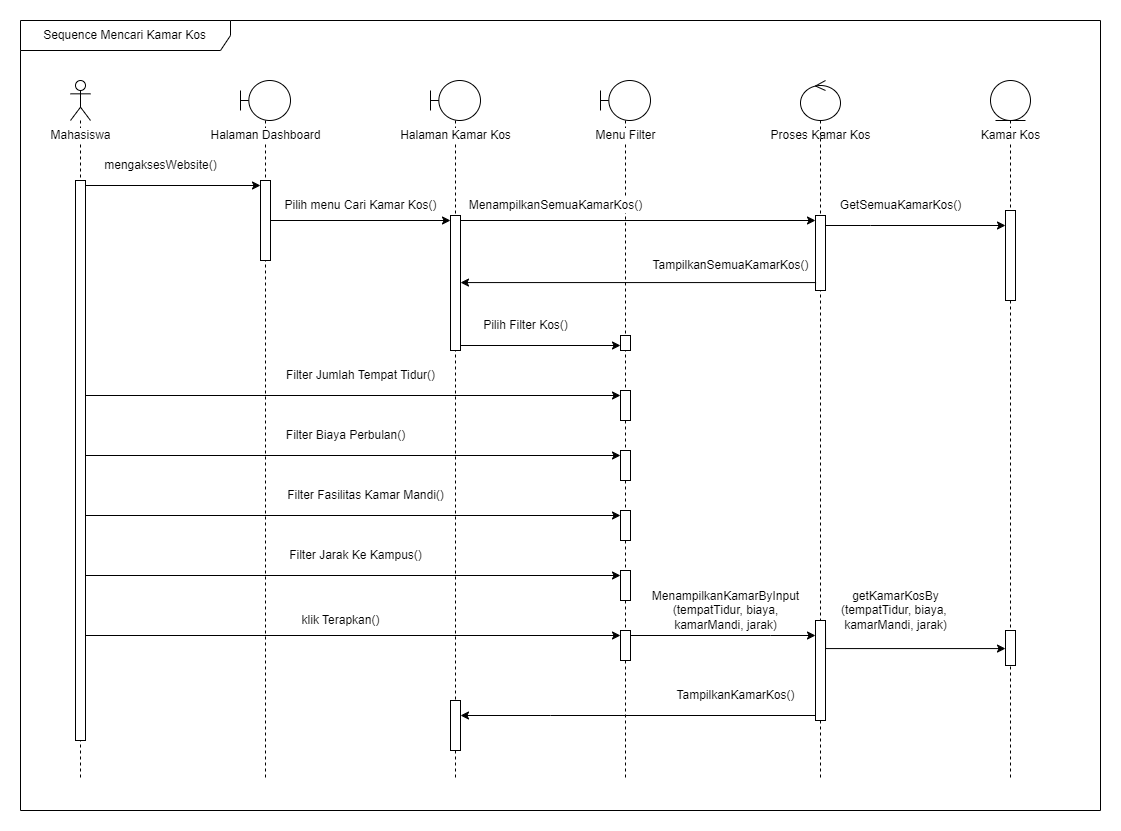 Sequence Mencari Kamar Kos
Mahasiswa
Halaman Dashboard
Halaman Kamar Kos
Menu Filter
Proses Kamar Kos
Kamar Kos
mengaksesWebsite()
Pilih menu Cari Kamar Kos()
MenampilkanSemuaKamarKos()
GetSemuaKamarKos()
TampilkanSemuaKamarKos()
Pilih Filter Kos()
Filter Jumlah Tempat Tidur()
Filter Biaya Perbulan()
Filter Fasilitas Kamar Mandi()
Filter Jarak Ke Kampus()
klik Terapkan()
MenampilkanKamarByInput
(tempatTidur, biaya,
kamarMandi, jarak)
getKamarKosBy
(tempatTidur, biaya,
kamarMandi, jarak)
TampilkanKamarKos()